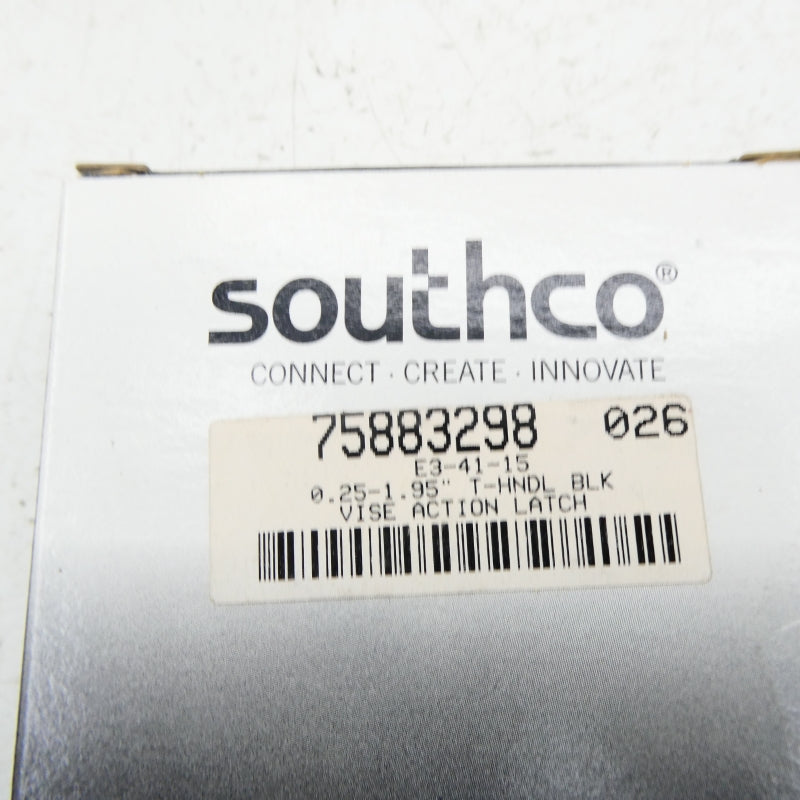 southco®
CONNECT · CREATE · INNOVATE
75883298 026
E3-41-15
0.25-1.95" T-HNDL BLK
VISE ACTION LATCH